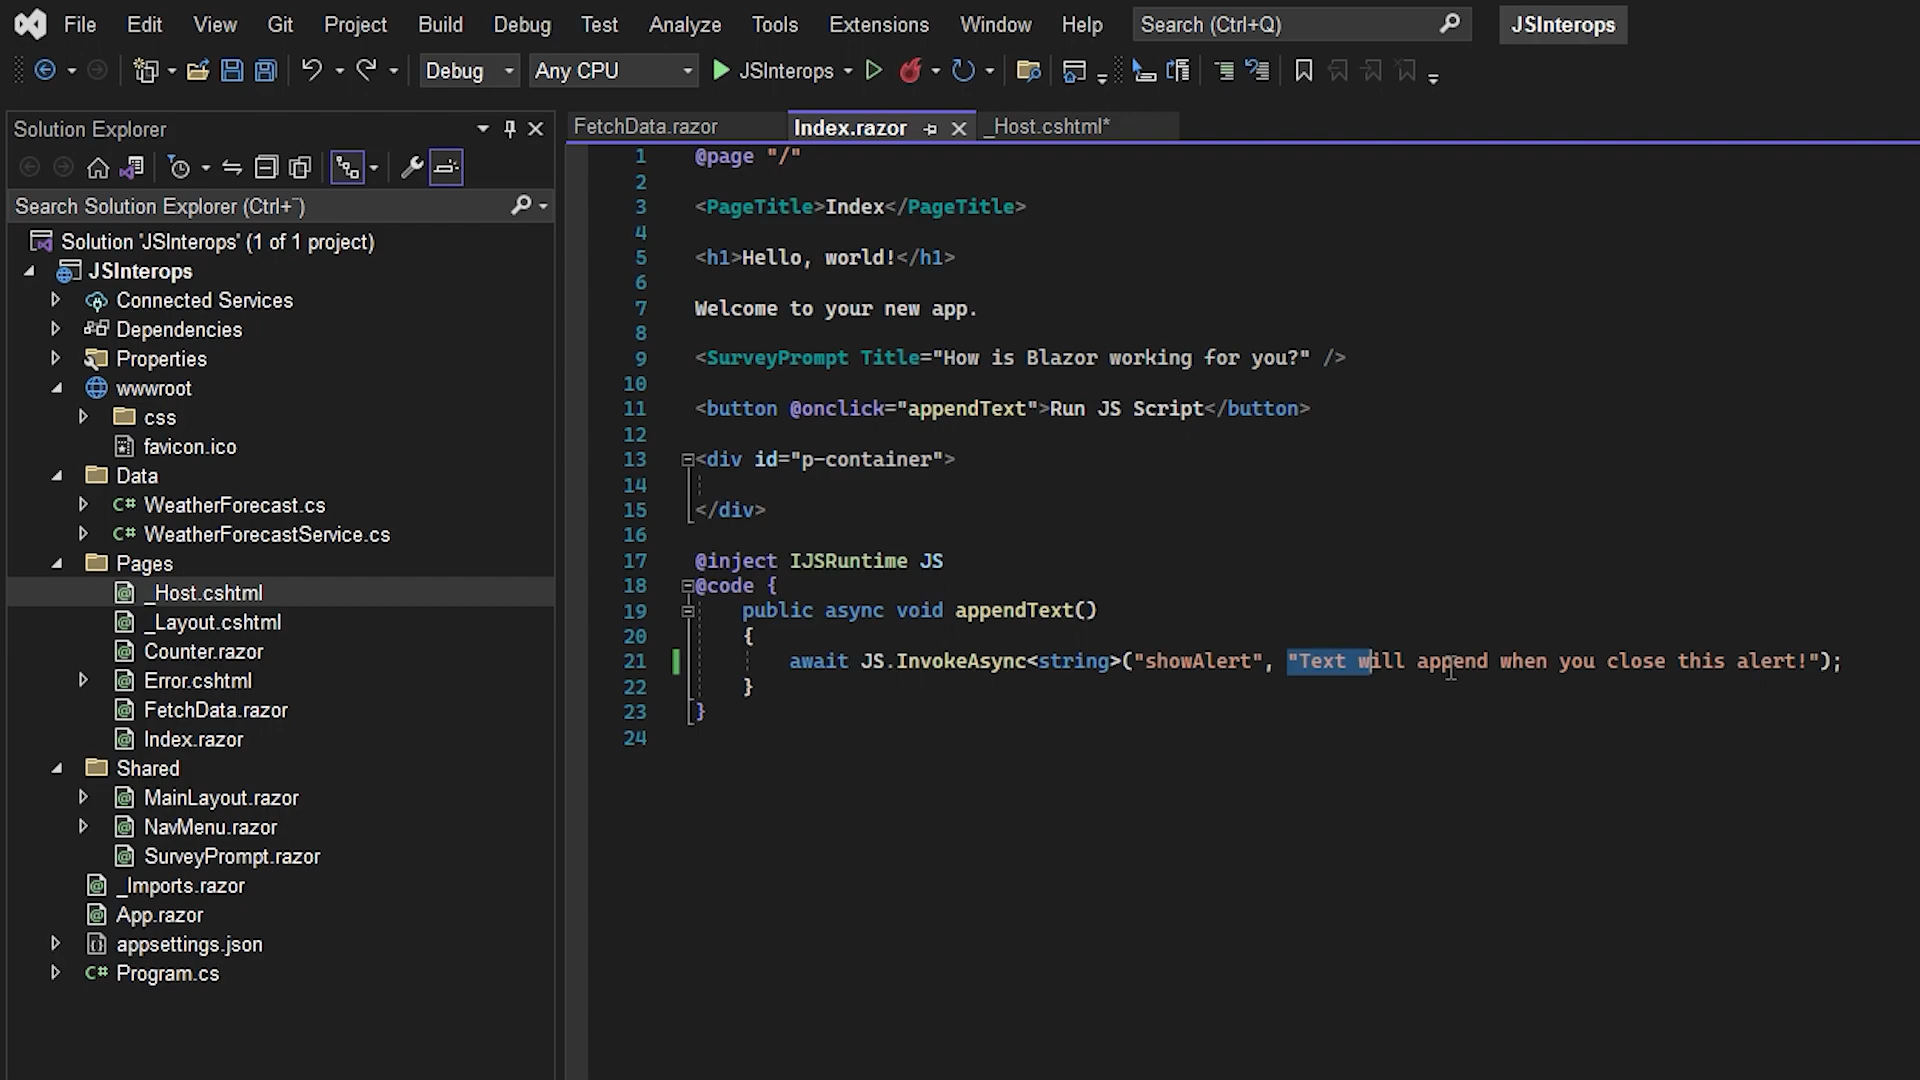 File Edit View Git Project Build Debug Test Analyze Tools Extensions Window Help Search (Ctrl+Q) JSInterops
Debug Any CPU JSInterops
Solution Explorer
Search Solution Explorer (Ctrl+¨)
Solution 'JSInterops' (1 of 1 project)
JSInterops
Connected Services
Dependencies
Properties
wwwroot
css
favicon.ico
Data
C# WeatherForecast.cs
C# WeatherForecastService.cs
Pages
_Host.cshtml
_Layout.cshtml
Counter.razor
Error.cshtml
FetchData.razor
Index.razor
Shared
MainLayout.razor
NavMenu.razor
SurveyPrompt.razor
_Imports.razor
App.razor
appsettings.json
C# Program.cs
FetchData.razor Index.razor _Host.cshtml*
1 @page "/"
2
3 <PageTitle>Index</PageTitle>
4
5 <h1>Hello, world!</h1>
6
7 Welcome to your new app.
8
9 <SurveyPrompt Title="How is Blazor working for you?" />
10
11 <button @onclick="appendText">Run JS Script</button>
12
13 <div id="p-container">
14
15 </div>
16
17 @inject IJSRuntime JS
18 @code {
19 public async void appendText()
20 {
21 await JS.InvokeAsync<string>("showAlert", "Text will append when you close this alert!");
22 }
23 }
24